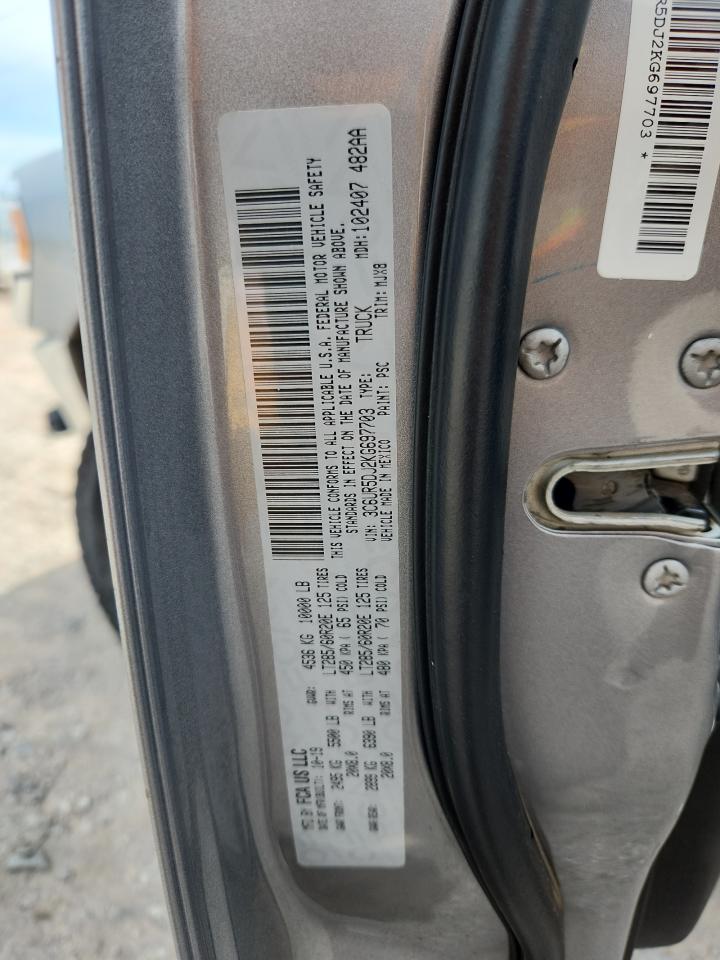 MFD BY: FCA US LLC
DATE OF MFR(BUILT): 10-19
GVWR: 4536 KG 10000 LB
GAWR FRONT: 2495 KG 5500 LB WITH LT285/60R20E 125 TIRES
20X8.0 RIMS AT 450 KPA ( 65 PSI) COLD
GAWR REAR: 2895 KG 6390 LB WITH LT285/60R20E 125 TIRES
20X8.0 RIMS AT 480 KPA ( 70 PSI) COLD
THIS VEHICLE CONFORMS TO ALL APPLICABLE U.S.A. FEDERAL MOTOR VEHICLE SAFETY
STANDARDS IN EFFECT ON THE DATE OF MANUFACTURE SHOWN ABOVE.
VIN: 3C6UR5DJ2KG697703 TYPE: TRUCK MDH:102407 482AA
VEHICLE MADE IN MEXICO PAINT: PSC TRIM:MJX8
R5DJ2KG697703 *